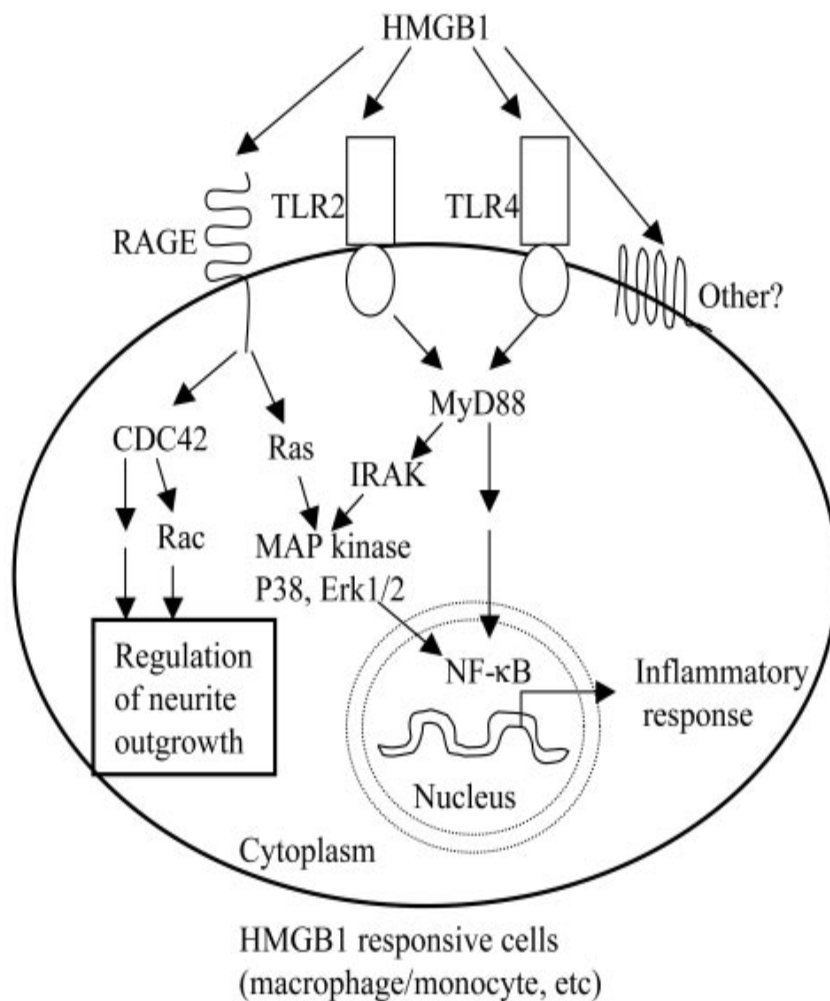 HMGB1
TLR2
TLR4
RAGE
Other?
MyD88
CDC42
Ras
IRAK
Rac
MAP kinase
P38, Erk1/2
Regulation
of neurite
outgrowth
NF-κB
Inflammatory
response
Nucleus
Cytoplasm
HMGB1 responsive cells
(macrophage/monocyte, etc)